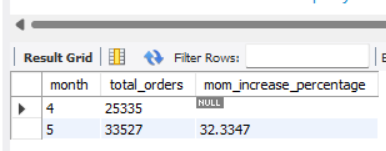 Result Grid Filter Rows:
month total_orders mom_increase_percentage
4 25335 NULL
5 33527 32.3347